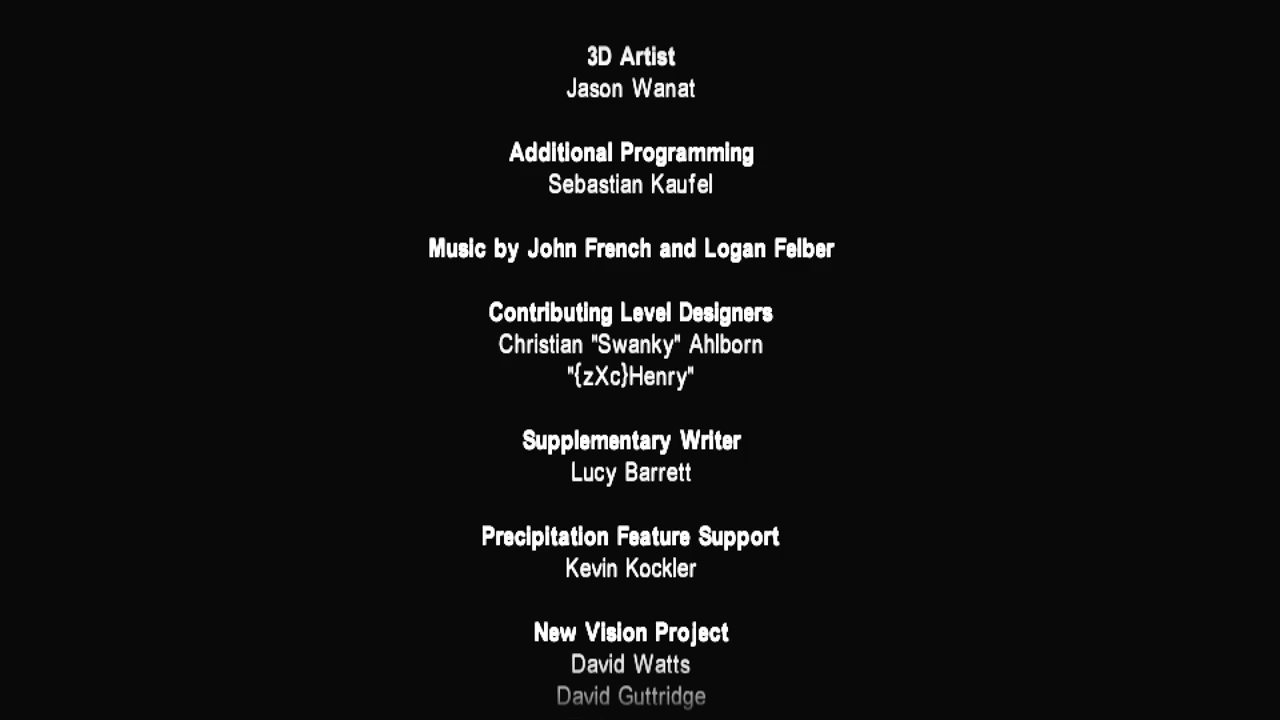 3D Artist
Jason Wanat
Additional Programming
Sebastian Kaufel
Music by John French and Logan Felber
Contributing Level Designers
Christian "Swanky" Ahlborn
"{zXc}Henry"
Supplementary Writer
Lucy Barrett
Precipitation Feature Support
Kevin Kockler
New Vision Project
David Watts
David Guttridge